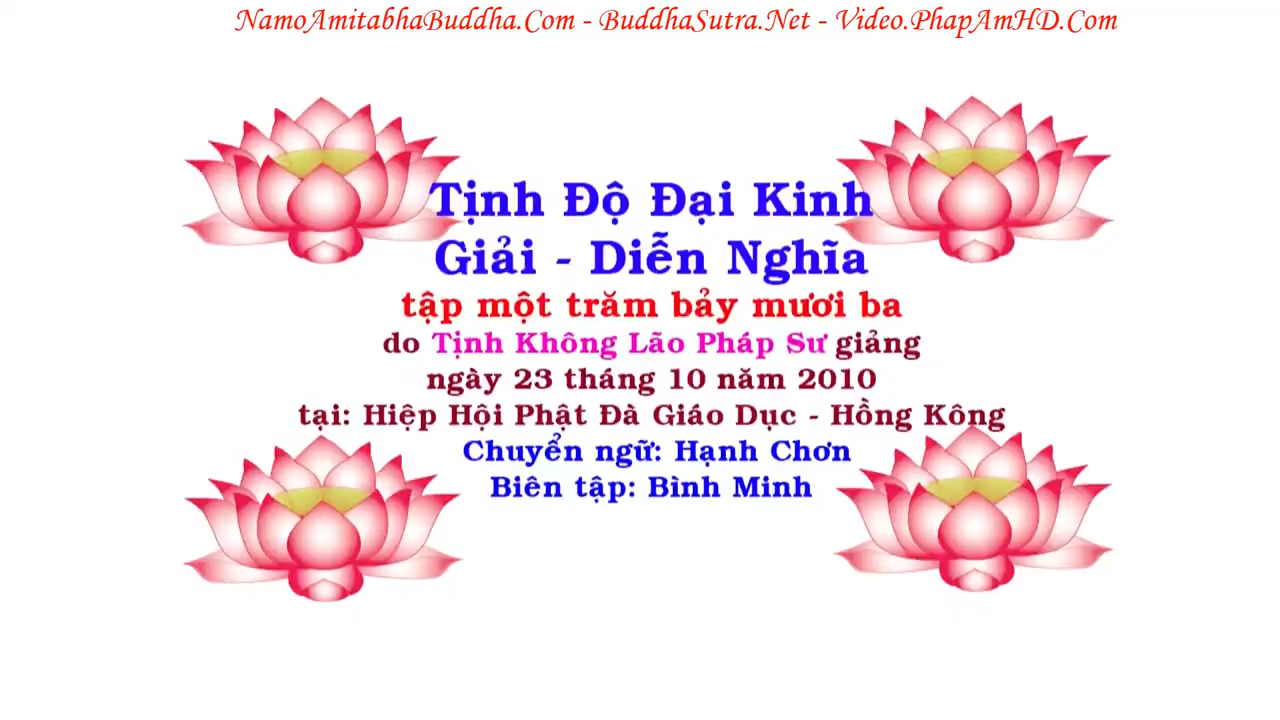 NamoAmitabhaBuddha.Com - BuddhaSutra.Net - Video.PhapAmHD.Com
Tịnh Độ Đại Kinh
Giải - Diễn Nghĩa
tập một trăm bảy mươi ba
do Tịnh Không Lão Pháp Sư giảng
ngày 23 tháng 10 năm 2010
tại: Hiệp Hội Phật Đà Giáo Dục - Hồng Kông
Chuyển ngữ: Hạnh Chơn
Biên tập: Bình Minh